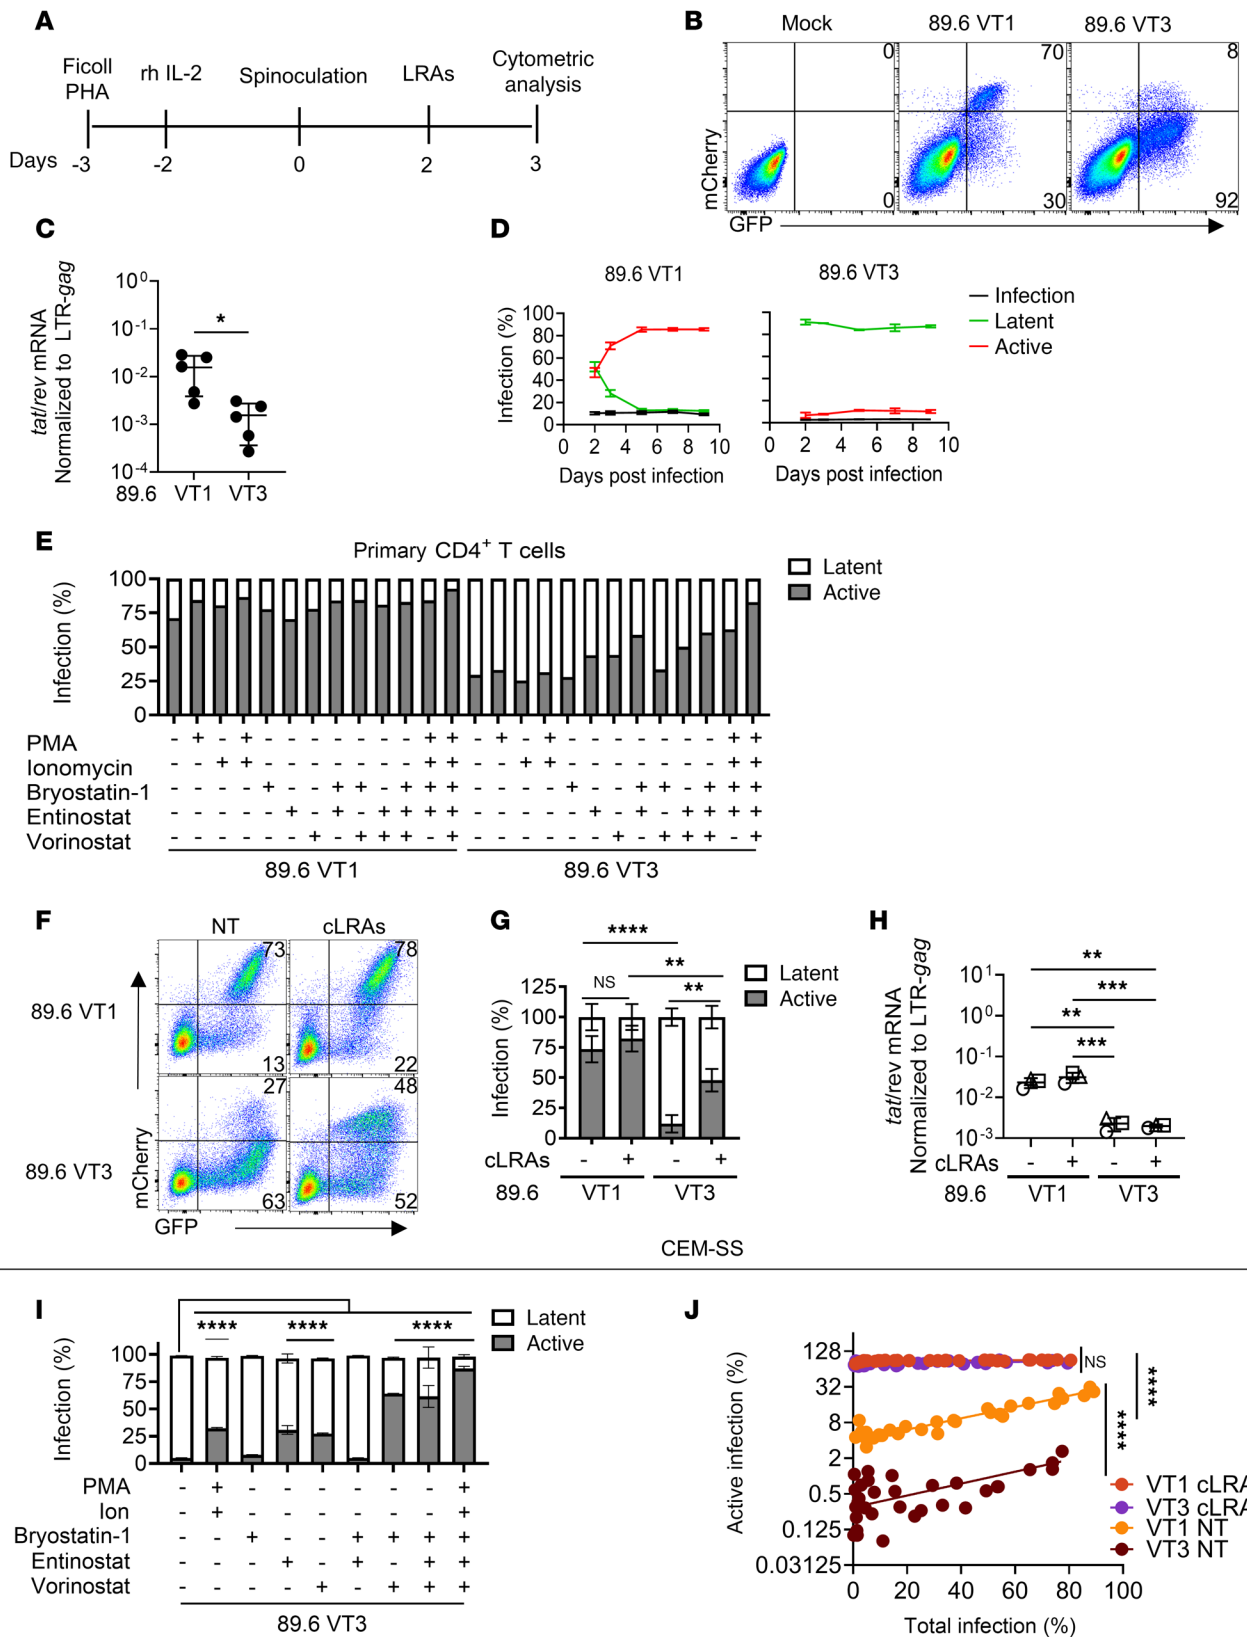 A
Ficoll PHA
rh IL-2
Spinoculation
LRAs
Cytometric analysis
Days -3 -2 0 2 3
B
Mock 89.6 VT1 89.6 VT3
0 70 8
0 30 92
mCherry
GFP
C
tat/rev mRNA
Normalized to LTR-gag
10⁰
10⁻¹
10⁻²
10⁻³
10⁻⁴
*
89.6 VT1 VT3
D
89.6 VT1
89.6 VT3
Infection (%)
100
80
60
40
20
0
0 2 4 6 8 10
Days post infection
0 2 4 6 8 10
Days post infection
Infection
Latent
Active
E
Primary CD4⁺ T cells
Latent
Active
Infection (%)
100
75
50
25
0
PMA - + - + - - - - - - - + + - + - + - - - - - - - + +
Ionomycin - - + + - - - - - - - + + - - + + - - - - - - - + +
Bryostatin-1 - - - - + - - + + - + + + - - - - + - - + + - + + +
Entinostat - - - - - + - + - + + + + - - - - - + - + - + + + +
Vorinostat - - - - - - + - + + + - + - - - - - - + - + + + - +
89.6 VT1 89.6 VT3
F
NT cLRAs
89.6 VT1
73 78
13 22
89.6 VT3
27 48
63 52
mCherry
GFP
G
****
**
NS **
Latent
Active
Infection (%)
125
100
75
50
25
0
cLRAs - + - +
89.6 VT1 VT3
H
tat/rev mRNA
Normalized to LTR-gag
10¹
10⁰
10⁻¹
10⁻²
10⁻³
**
***
**
***
cLRAs - + - +
89.6 VT1 VT3
CEM-SS
I
**** **** ****
Latent
Active
Infection (%)
100
75
50
25
0
PMA - + - - - - - - +
Ion - + - - - - - - +
Bryostatin-1 - - + - - + + + +
Entinostat - - - + - + - + +
Vorinostat - - - - + - + + +
89.6 VT3
J
Active infection (%)
128
32
8
2
0.5
0.125
0.03125
0 20 40 60 80 100
Total infection (%)
NS
****
****
VT1 cLRA
VT3 cLRA
VT1 NT
VT3 NT